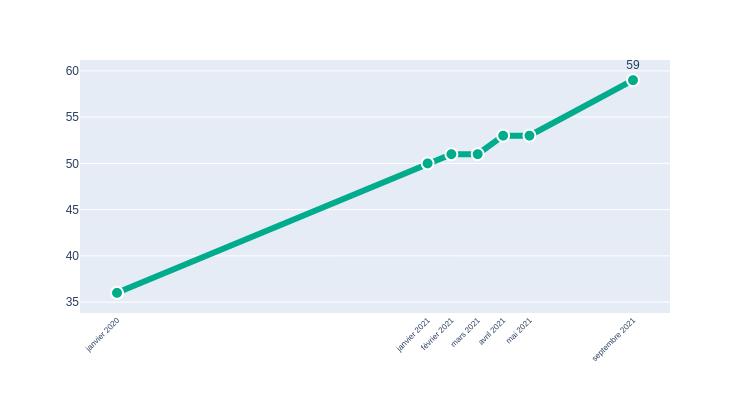 59
60
55
50
45
40
35
janvier 2020
janvier 2021
février 2021
mars 2021
avril 2021
mai 2021
septembre 2021